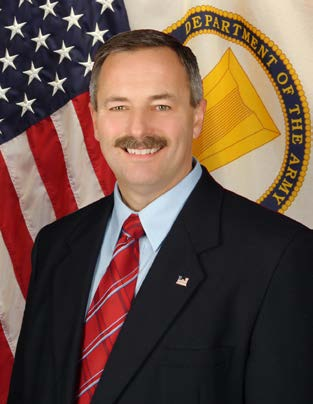 DEPARTMENT OF THE ARMY